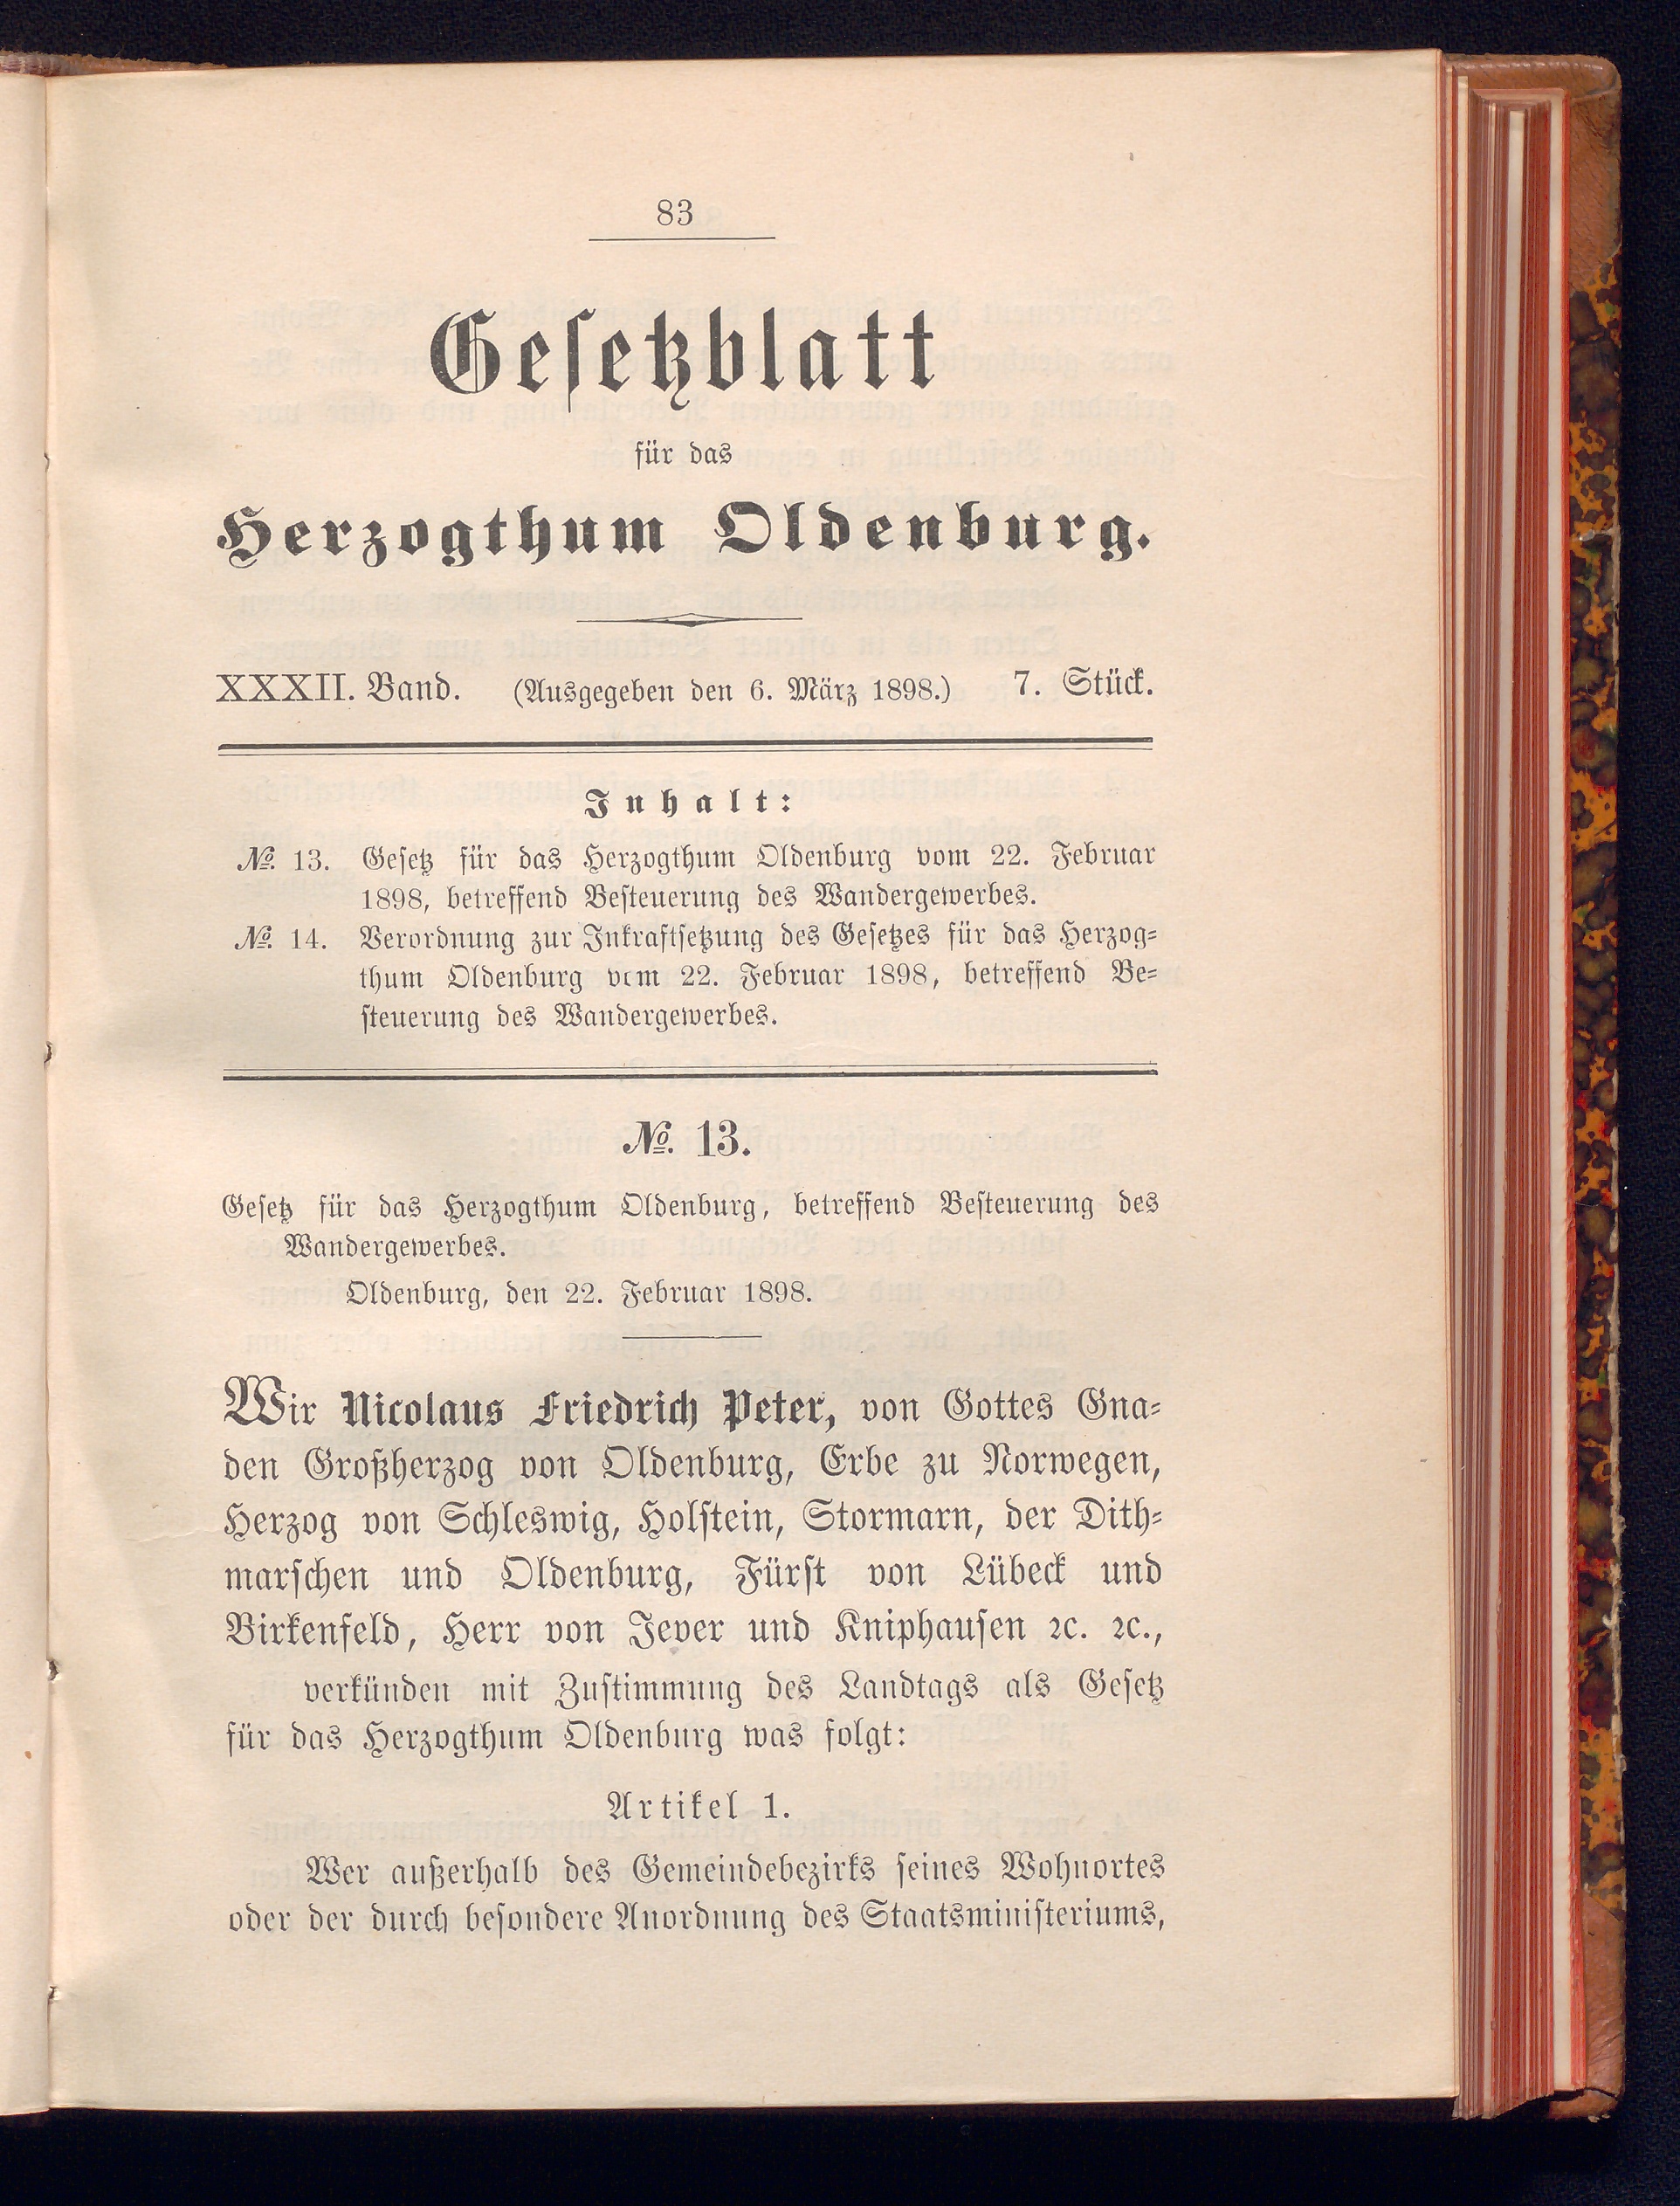 83
Gesetzblatt
für das
Herzogthum Oldenburg.
XXXII. Band. (Ausgegeben den 6. März 1898.) 7. Stück.
Inhalt:
№ 13. Gesetz für das Herzogthum Oldenburg vom 22. Februar
1898, betreffend Besteuerung des Wandergewerbes.
№ 14. Verordnung zur Inkraftsetzung des Gesetzes für das Herzog-
thum Oldenburg vom 22. Februar 1898, betreffend Be-
steuerung des Wandergewerbes.
№ 13.
Gesetz für das Herzogthum Oldenburg, betreffend Besteuerung des
Wandergewerbes.
Oldenburg, den 22. Februar 1898.
Wir Nicolaus Friedrich Peter, von Gottes Gna-
den Großherzog von Oldenburg, Erbe zu Norwegen,
Herzog von Schleswig, Holstein, Stormarn, der Dith-
marschen und Oldenburg, Fürst von Lübeck und
Birkenfeld, Herr von Jever und Kniphausen ꝛc. ꝛc.,
verkünden mit Zustimmung des Landtags als Gesetz
für das Herzogthum Oldenburg was folgt:
Artikel 1.
Wer außerhalb des Gemeindebezirks seines Wohnortes
oder der durch besondere Anordnung des Staatsministeriums,